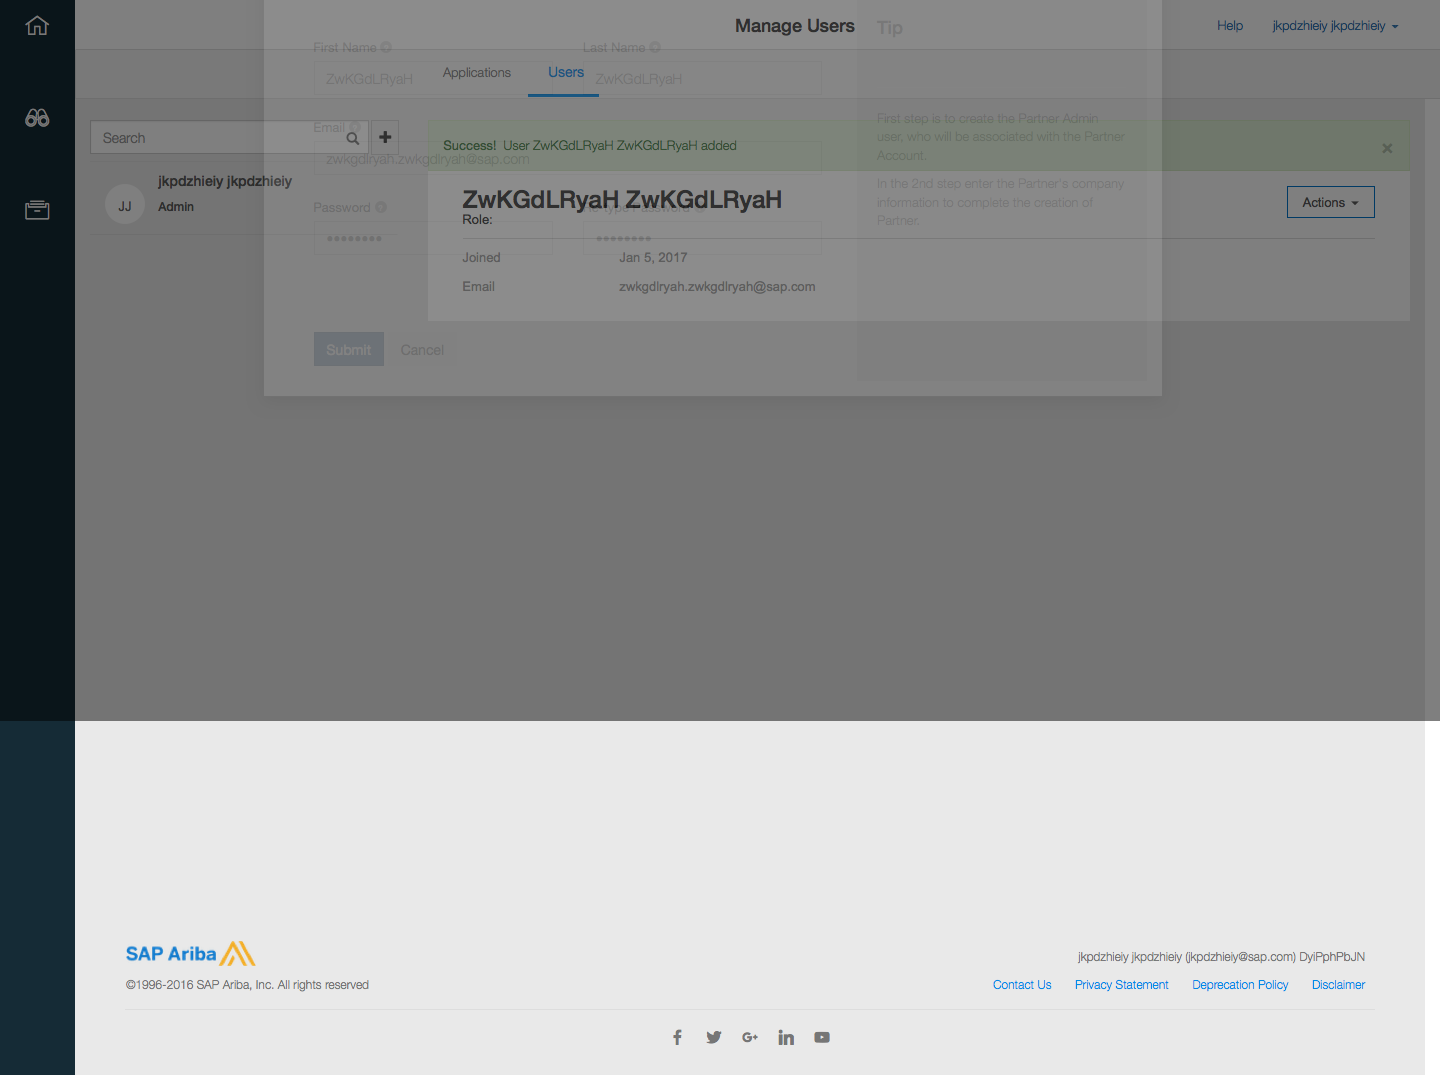 Manage Users
Tip
Help
jkpdzhieiy jkpdzhieiy
First Name
Last Name
Applications
Users
ZwKGdLRyaH
ZwKGdLRyaH
Search
Email
zwkgdlryah.zwkgdlryah@sap.com
Success! User ZwKGdLRyaH ZwKGdLRyaH added
First step is to create the Partner Admin
user, who will be associated with the Partner
Account.
In the 2nd step enter the Partner's company
information to complete the creation of
Partner.
jkpdzhieiy jkpdzhieiy
JJ
Admin
Password
Re-Type Password
ZwKGdLRyaH ZwKGdLRyaH
Role:
Actions
Joined
Jan 5, 2017
Email
zwkgdlryah.zwkgdlryah@sap.com
Submit
Cancel
SAP Ariba
©1996-2016 SAP Ariba, Inc. All rights reserved
jkpdzhieiy jkpdzhieiy (jkpdzhieiy@sap.com) DyiPphPbJN
Contact Us
Privacy Statement
Deprecation Policy
Disclaimer